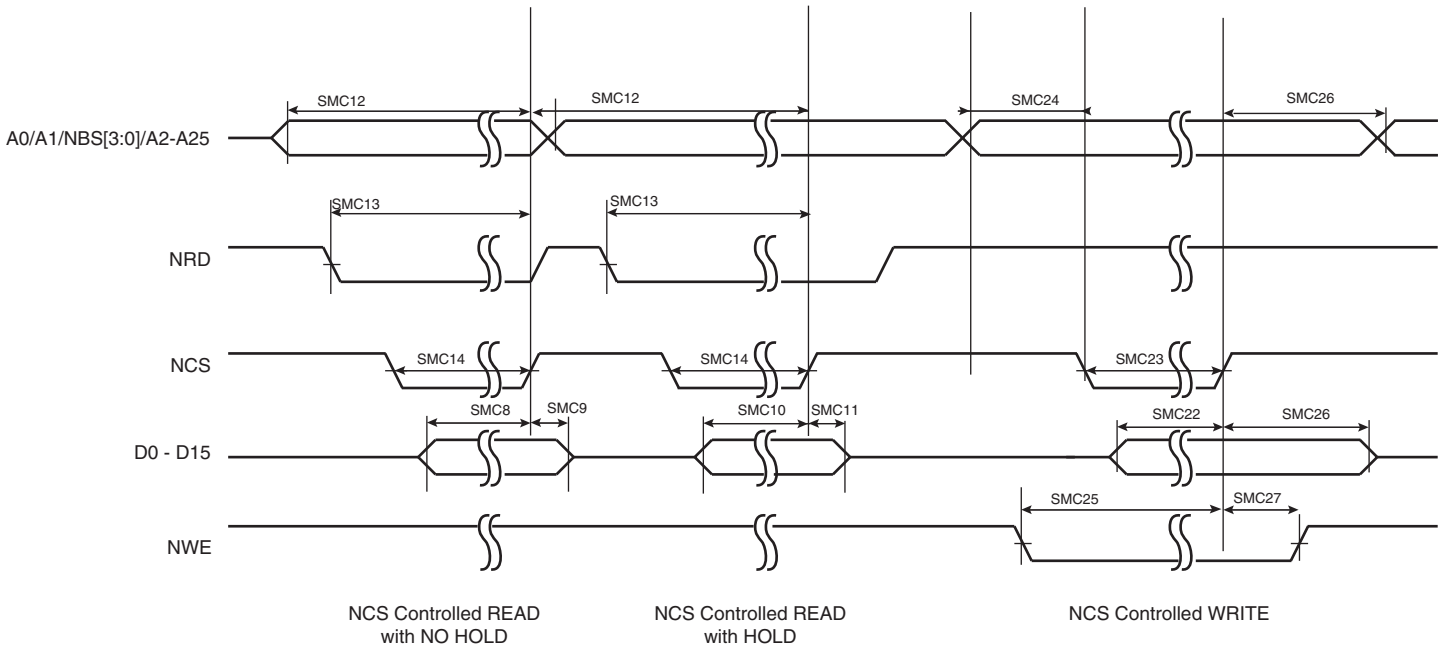 SMC12
SMC12
SMC24
SMC26
A0/A1/NBS[3:0]/A2-A25
SMC13
SMC13
NRD
NCS
SMC14
SMC14
SMC23
SMC8
SMC9
SMC10
SMC11
SMC22
SMC26
D0 - D15
SMC25
SMC27
NWE
NCS Controlled READ
with NO HOLD
NCS Controlled READ
with HOLD
NCS Controlled WRITE